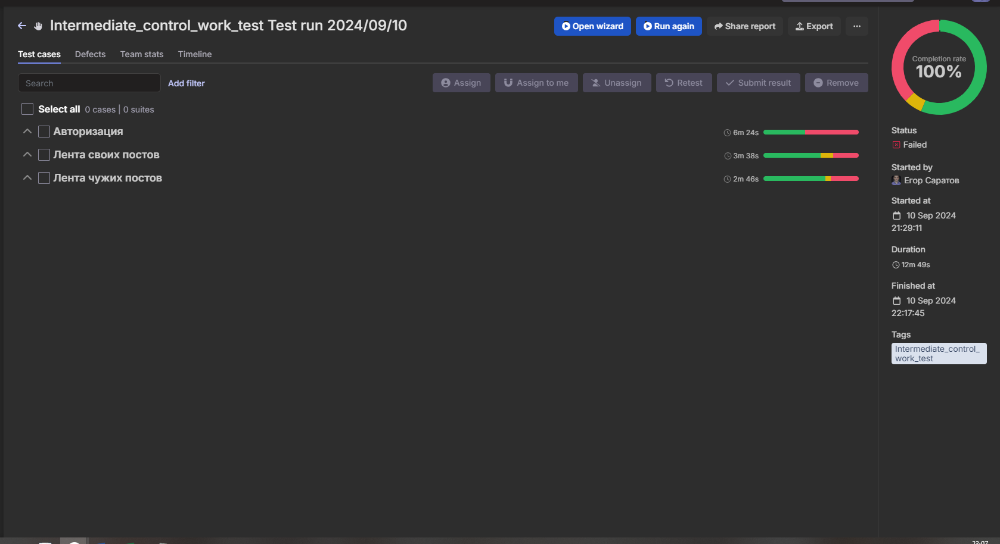 Intermediate_control_work_test Test run 2024/09/10
Open wizard
Run again
Share report
Export
Test cases
Defects
Team stats
Timeline
Search
Add filter
Assign
Assign to me
Unassign
Retest
Submit result
Remove
Select all 0 cases | 0 suites
Авторизация
6m 24s
Лента своих постов
3m 38s
Лента чужих постов
2m 46s
Completion rate
100%
Status
Failed
Started by
Егор Саратов
Started at
10 Sep 2024
21:29:11
Duration
12m 49s
Finished at
10 Sep 2024
22:17:45
Tags
Intermediate_control_
work_test